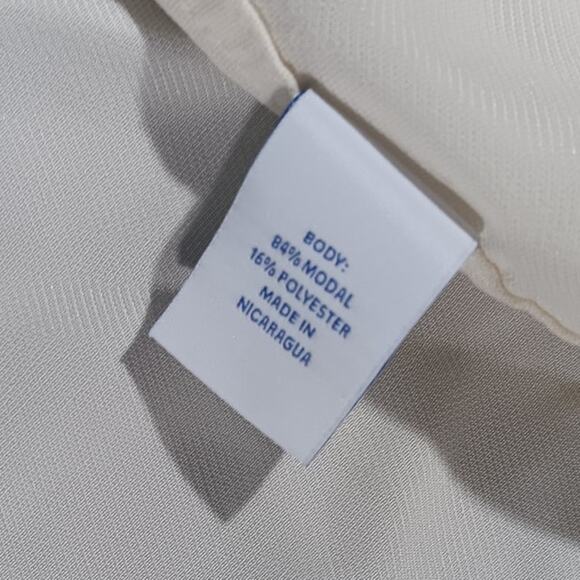 BODY:
84% MODAL
16% POLYESTER
MADE IN
NICARAGUA